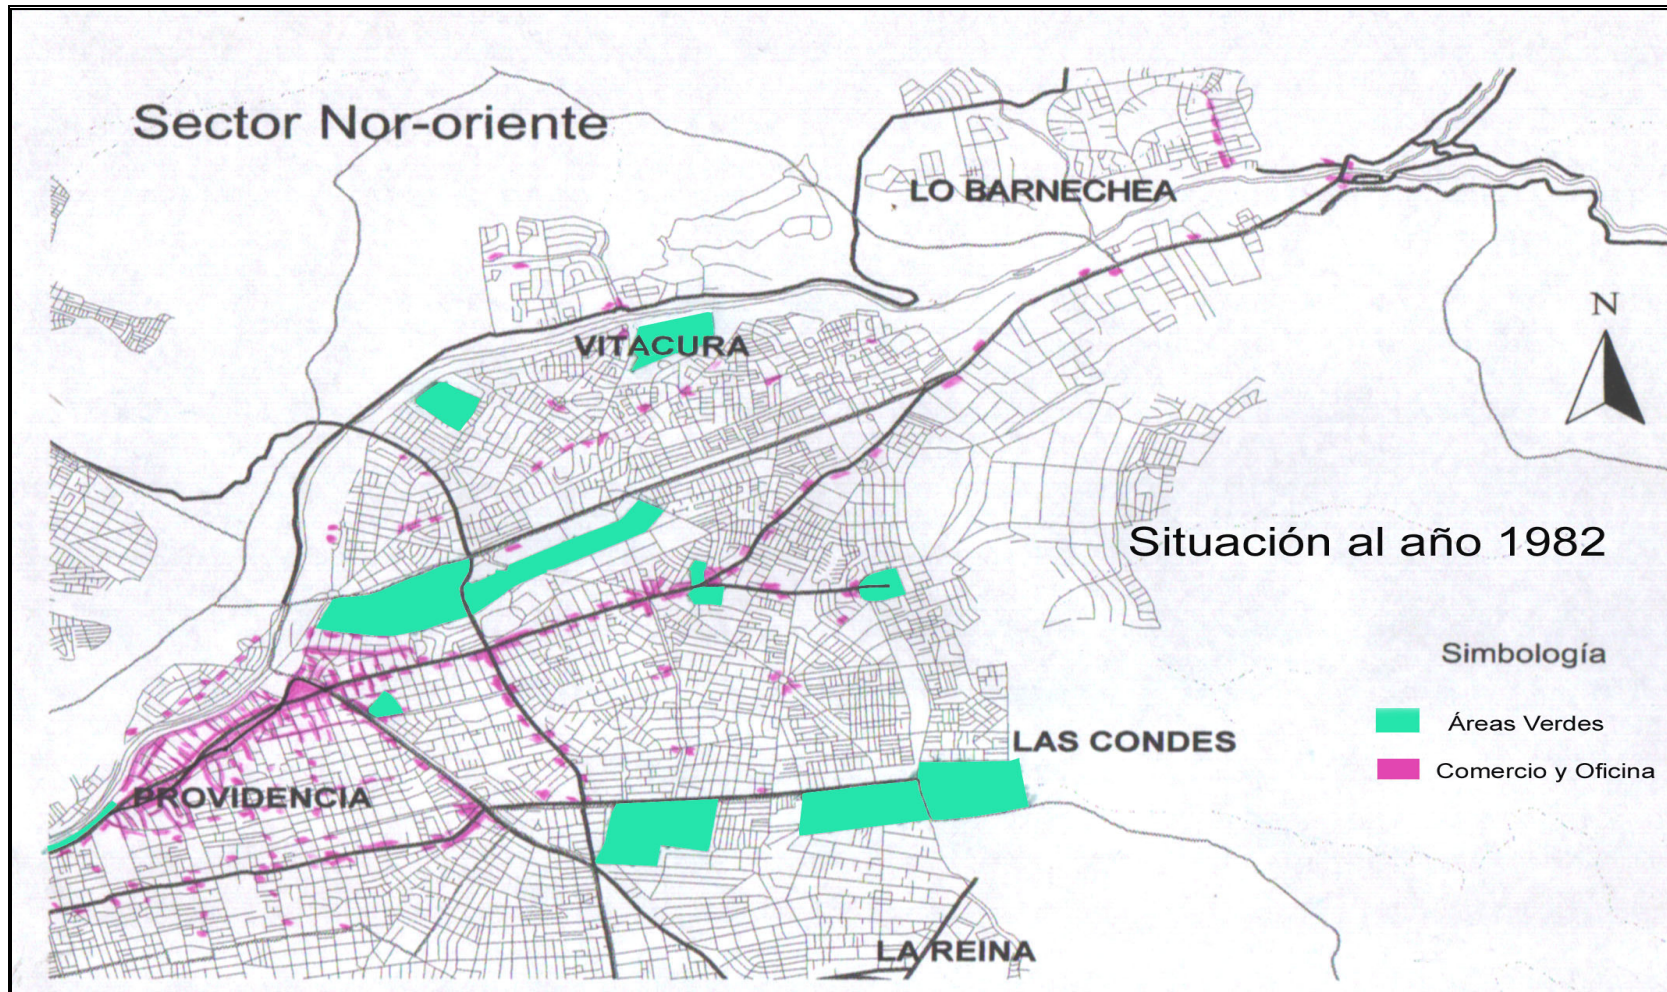 Sector Nor-oriente
LO BARNECHEA
N
VITACURA
Situación al año 1982
Simbología
Áreas Verdes
LAS CONDES
Comercio y Oficina
PROVIDENCIA
LA REINA